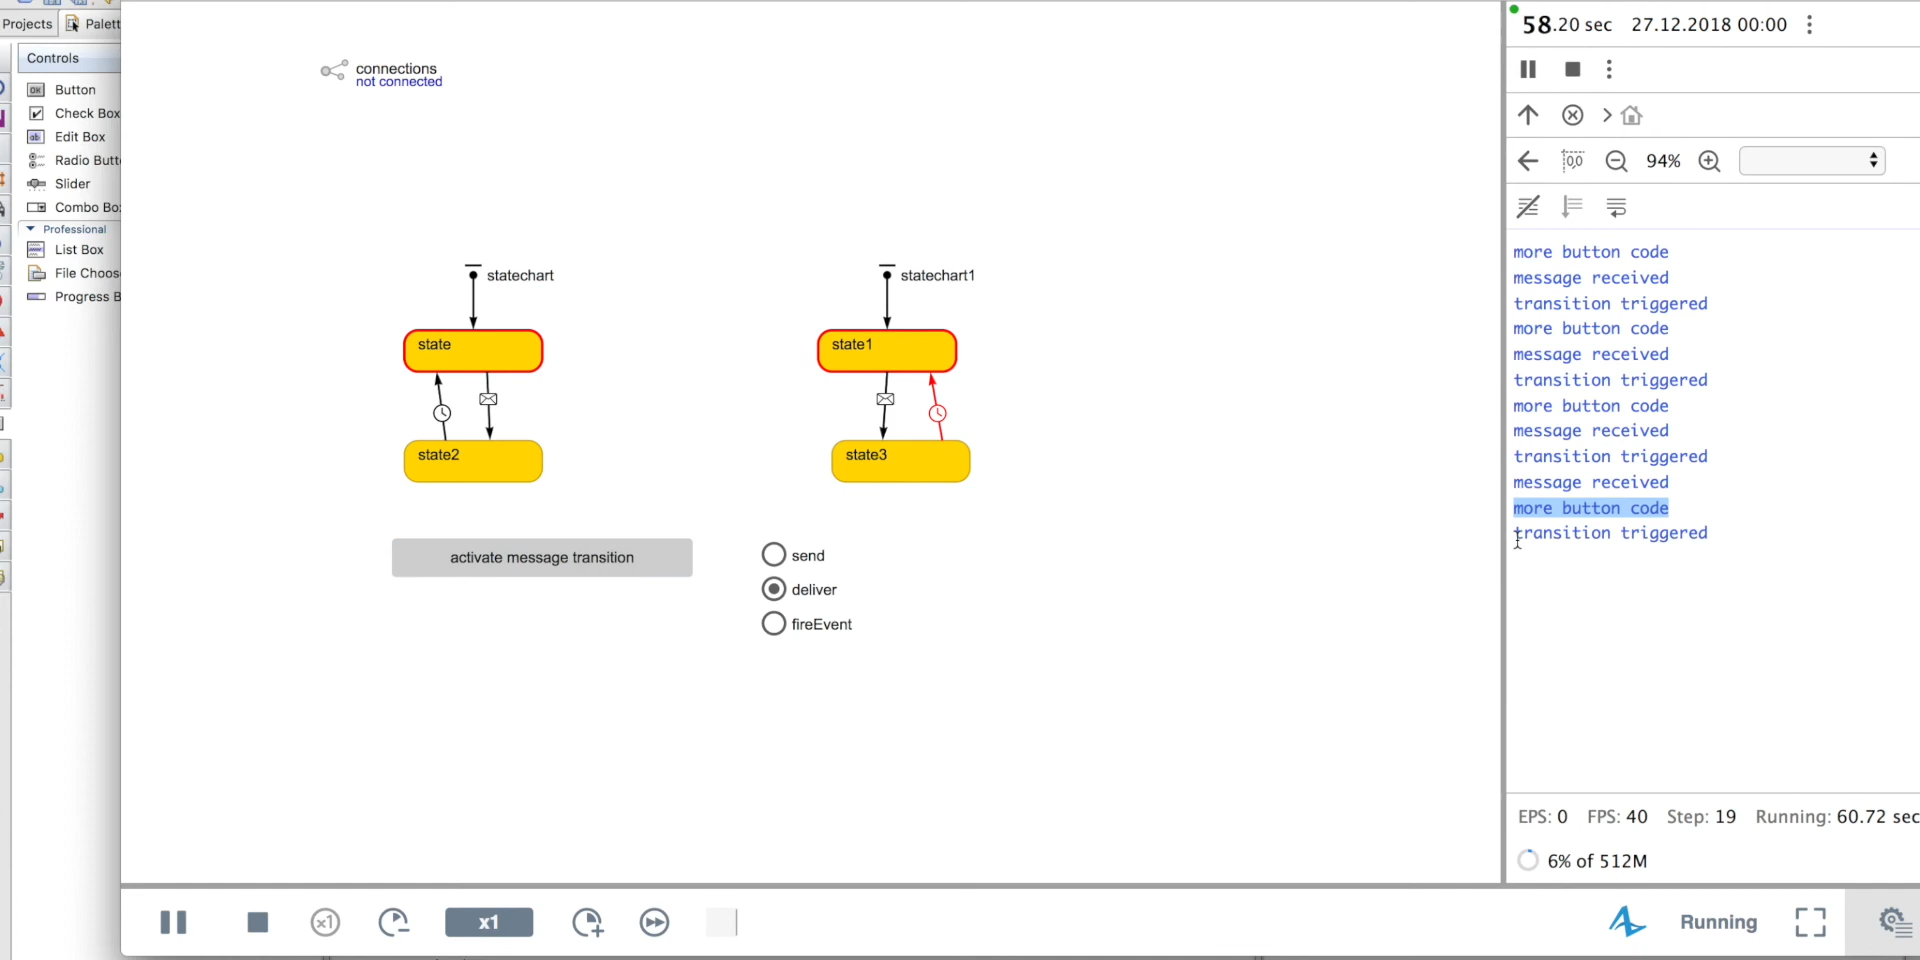 Projects
Palett
Controls
Button
Check Box
Edit Box
Radio Butt
Slider
Combo Bo
Professional
List Box
File Choos
Progress B
connections
not connected
statechart
statechart1
state
state1
state2
state3
activate message transition
send
deliver
fireEvent
58.20 sec 27.12.2018 00:00
0,0 94%
more button code
message received
transition triggered
more button code
message received
transition triggered
more button code
message received
transition triggered
message received
more button code
transition triggered
EPS: 0 FPS: 40 Step: 19 Running: 60.72 sec
6% of 512M
x1
x1
Running